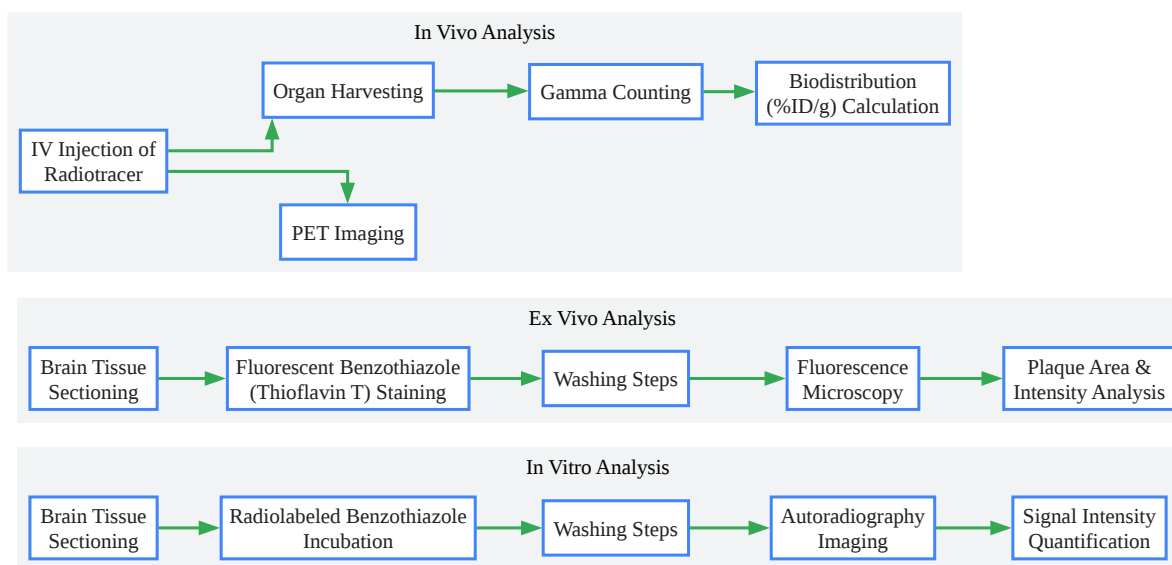 In Vivo Analysis
IV Injection of
Radiotracer
Organ Harvesting
Gamma Counting
Biodistribution
(%ID/g) Calculation
PET Imaging
Ex Vivo Analysis
Brain Tissue
Sectioning
Fluorescent Benzothiazole
(Thioflavin T) Staining
Washing Steps
Fluorescence
Microscopy
Plaque Area &
Intensity Analysis
In Vitro Analysis
Brain Tissue
Sectioning
Radiolabeled Benzothiazole
Incubation
Washing Steps
Autoradiography
Imaging
Signal Intensity
Quantification